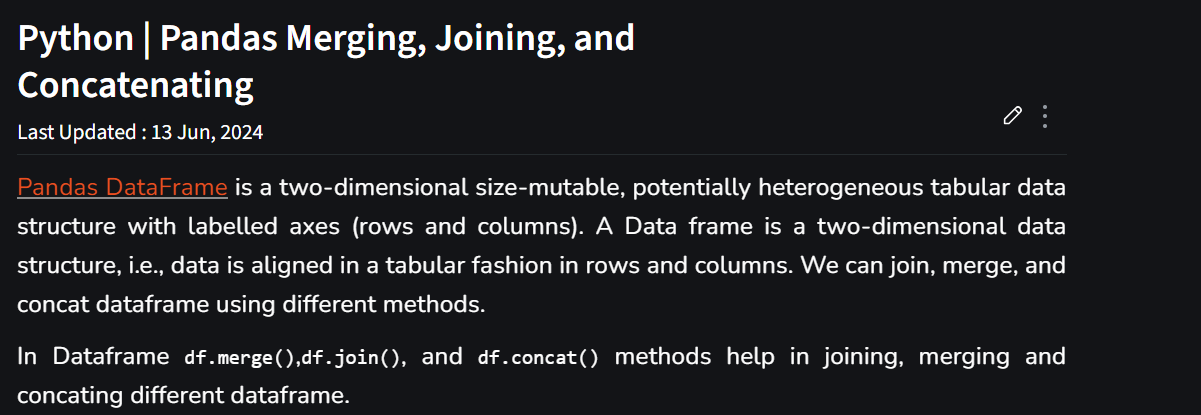 Python | Pandas Merging, Joining, and
Concatenating
Last Updated : 13 Jun, 2024
Pandas DataFrame is a two-dimensional size-mutable, potentially heterogeneous tabular data
structure with labelled axes (rows and columns). A Data frame is a two-dimensional data
structure, i.e., data is aligned in a tabular fashion in rows and columns. We can join, merge, and
concat dataframe using different methods.
In Dataframe df.merge(),df.join(), and df.concat() methods help in joining, merging and
concating different dataframe.